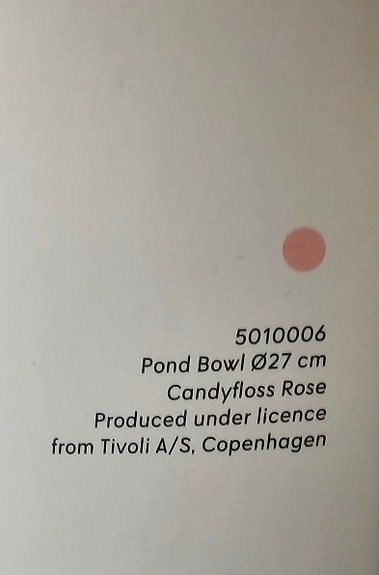 5010006
Pond Bowl Ø27 cm
Candyfloss Rose
Produced under licence
from Tivoli A/S, Copenhagen